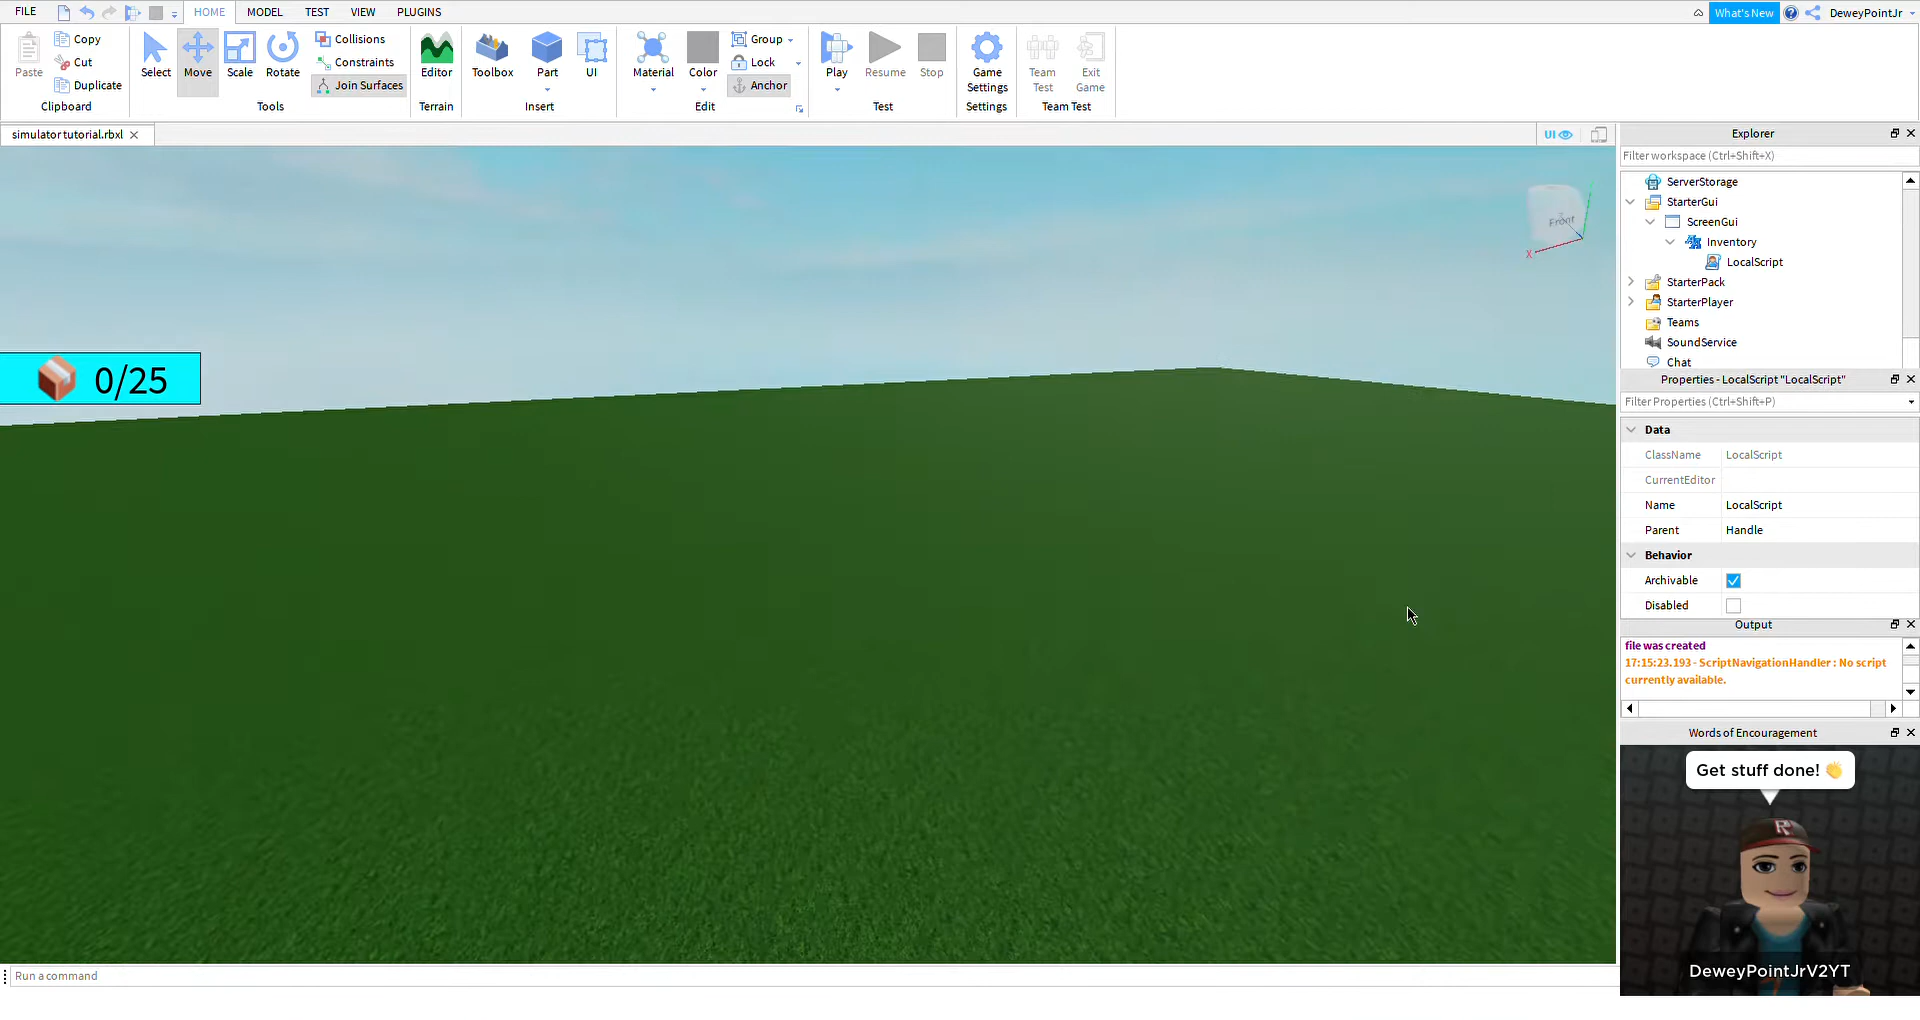 FILE HOME MODEL TEST VIEW PLUGINS What's New DeweyPointJr
Paste Copy Cut Duplicate Clipboard
Select Move Scale Rotate Collisions Constraints Join Surfaces Tools
Editor Terrain
Toolbox Part UI Insert
Material Color Group Lock Anchor Edit
Play Resume Stop Test
Game Settings Settings
Team Test Exit Game Team Test
simulator tutorial.rbxl
UI
Front
X
0/25
Explorer
Filter workspace (Ctrl+Shift+X)
ServerStorage
StarterGui
ScreenGui
Inventory
LocalScript
StarterPack
StarterPlayer
Teams
SoundService
Chat
Properties - LocalScript "LocalScript"
Filter Properties (Ctrl+Shift+P)
Data
ClassName LocalScript
CurrentEditor
Name LocalScript
Parent Handle
Behavior
Archivable
Disabled
Output
file was created
17:15:23.193 - ScriptNavigationHandler : No script
currently available.
Words of Encouragement
Get stuff done! 👏
R
DeweyPointJrV2YT
Run a command